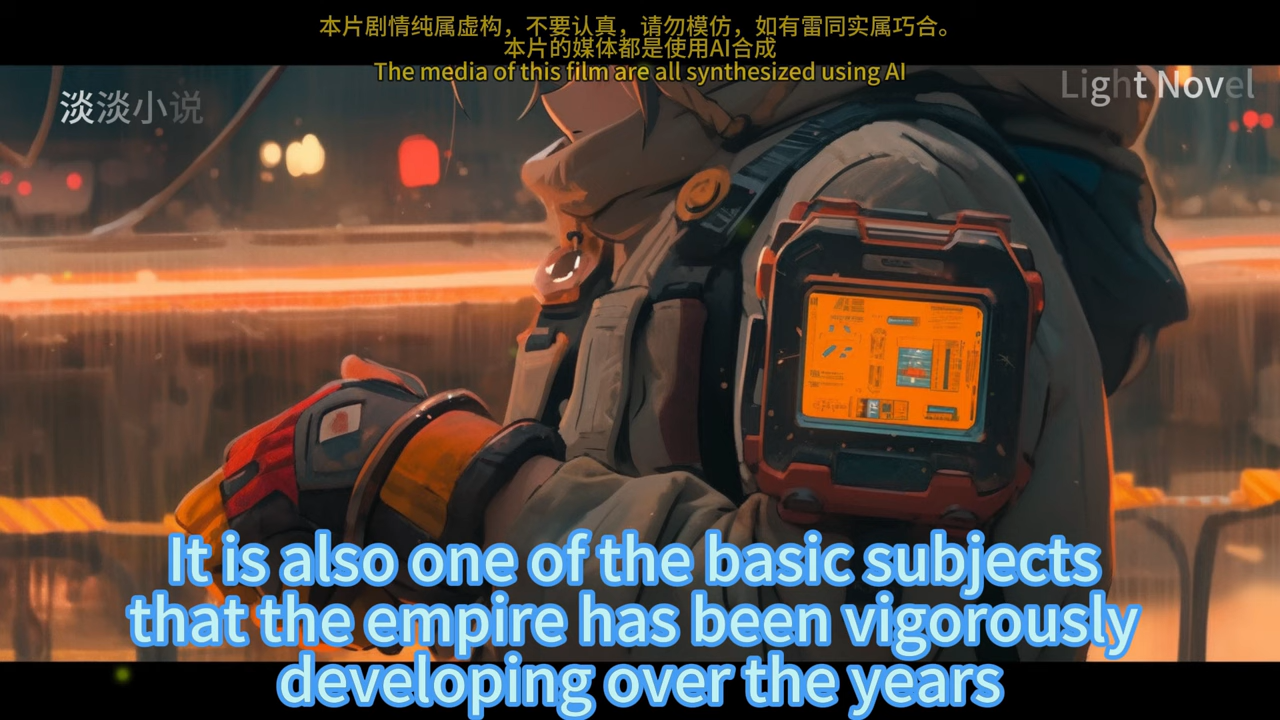 本片剧情纯属虚构，不要认真，请勿模仿，如有雷同实属巧合。
本片的媒体都是使用AI合成
The media of this film are all synthesized using AI
淡淡小说
Light Novel
It is also one of the basic subjects
that the empire has been vigorously
developing over the years